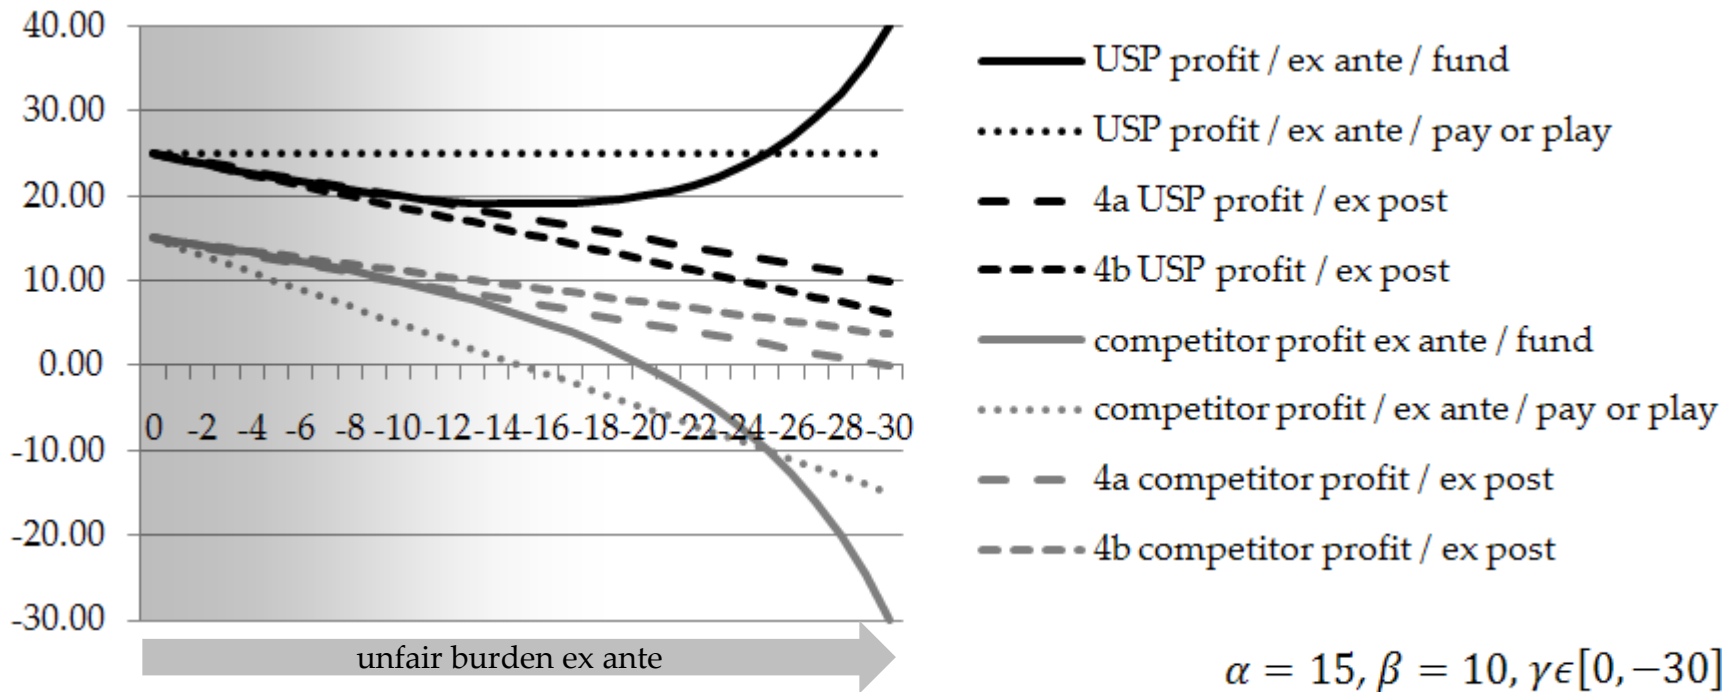 40.00
30.00
20.00
10.00
0.00
-10.00
-20.00
-30.00
0 -2 -4 -6 -8 -10 -12 -14 -16 -18 -20 -22 -24 -26 -28 -30
unfair burden ex ante
USP profit / ex ante / fund
USP profit / ex ante / pay or play
4a USP profit / ex post
4b USP profit / ex post
competitor profit ex ante / fund
competitor profit / ex ante / pay or play
4a competitor profit / ex post
4b competitor profit / ex post
α = 15, β = 10, γϵ[0, −30]